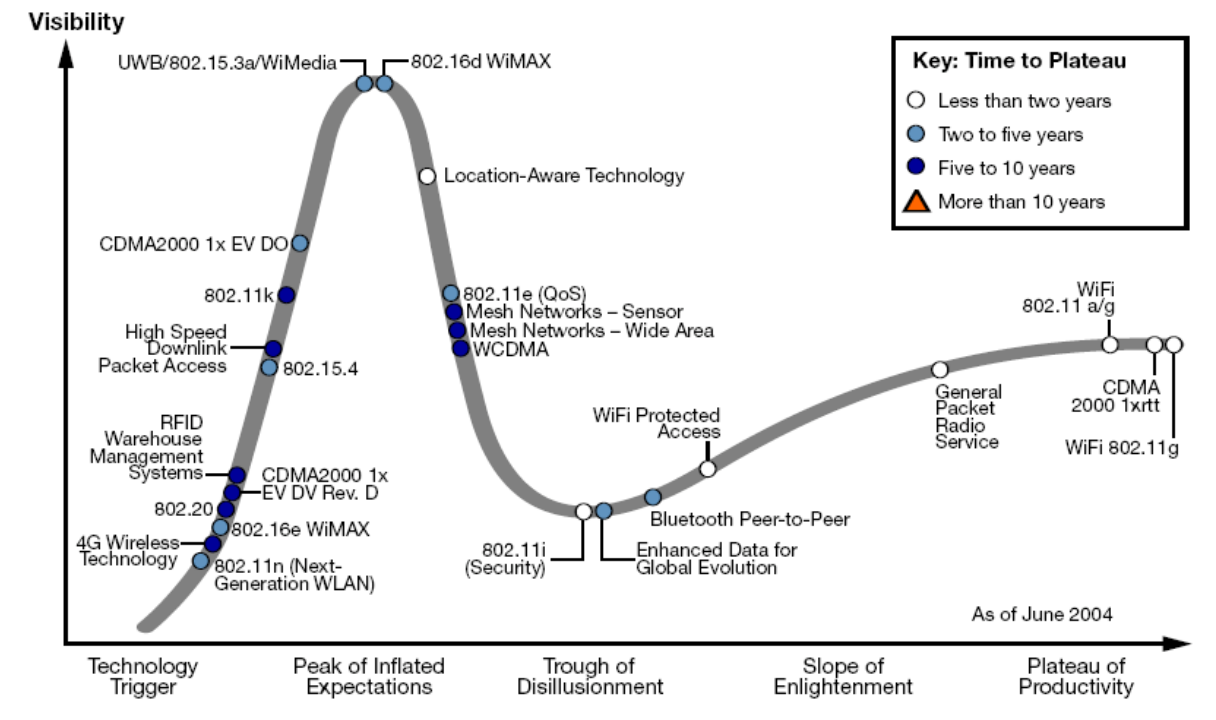 Visibility
UWB/802.15.3a/WiMedia
802.16d WiMAX
Key: Time to Plateau
Less than two years
Two to five years
Five to 10 years
More than 10 years
Location-Aware Technology
CDMA2000 1x EV DO
802.11k
High Speed
Downlink
Packet Access
802.15.4
802.11e (QoS)
Mesh Networks – Sensor
Mesh Networks – Wide Area
WCDMA
RFID
Warehouse
Management
Systems
CDMA2000 1x
EV DV Rev. D
802.20
802.16e WiMAX
4G Wireless
Technology
802.11n (Next-
Generation WLAN)
WiFi Protected
Access
802.11i
(Security)
Enhanced Data for
Global Evolution
Bluetooth Peer-to-Peer
General
Packet
Radio
Service
WiFi
802.11 a/g
CDMA
2000 1xrtt
WiFi 802.11g
As of June 2004
Technology
Trigger
Peak of Inflated
Expectations
Trough of
Disillusionment
Slope of
Enlightenment
Plateau of
Productivity